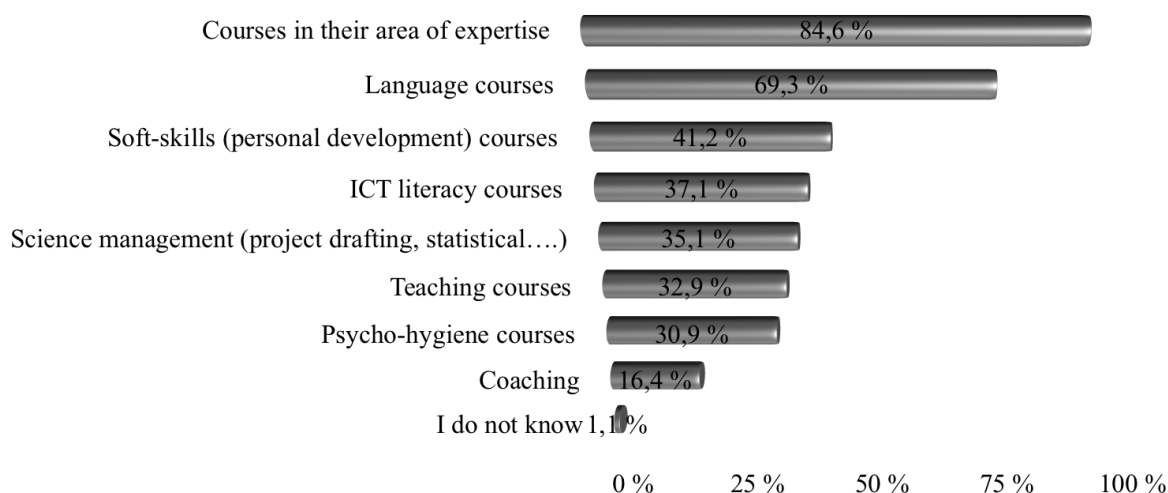 Courses in their area of expertise 84,6 %
Language courses 69,3 %
Soft-skills (personal development) courses 41,2 %
ICT literacy courses 37,1 %
Science management (project drafting, statistical….) 35,1 %
Teaching courses 32,9 %
Psycho-hygiene courses 30,9 %
Coaching 16,4 %
I do not know 1,1 %
0 % 25 % 50 % 75 % 100 %